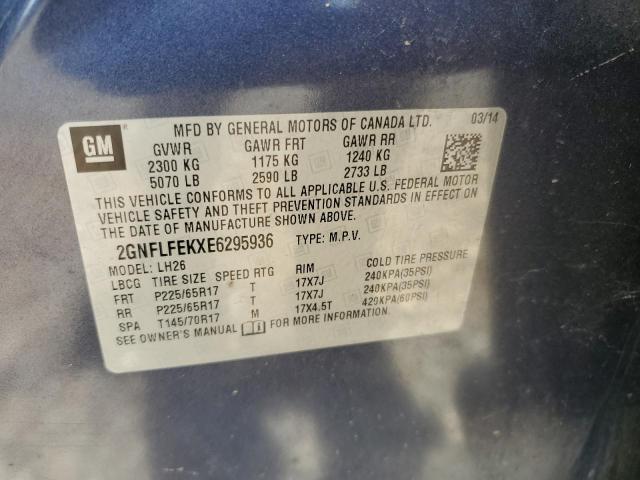 GM
MFD BY GENERAL MOTORS OF CANADA LTD. 03/14
GVWR GAWR FRT GAWR RR
2300 KG 1175 KG 1240 KG
5070 LB 2590 LB 2733 LB
THIS VEHICLE CONFORMS TO ALL APPLICABLE U.S. FEDERAL MOTOR
VEHICLE SAFETY AND THEFT PREVENTION STANDARDS IN EFFECT ON
THE DATE OF MANUFACTURE SHOWN ABOVE.
2GNFLFEKXE6295936 TYPE: M.P.V.
MODEL: LH26
LBCG TIRE SIZE SPEED RTG RIM COLD TIRE PRESSURE
FRT P225/65R17 T 17X7J 240KPA(35PSI)
RR P225/65R17 T 17X7J 240KPA(35PSI)
SPA T145/70R17 M 17X4.5T 420KPA(60PSI)
SEE OWNER'S MANUAL FOR MORE INFORMATION.